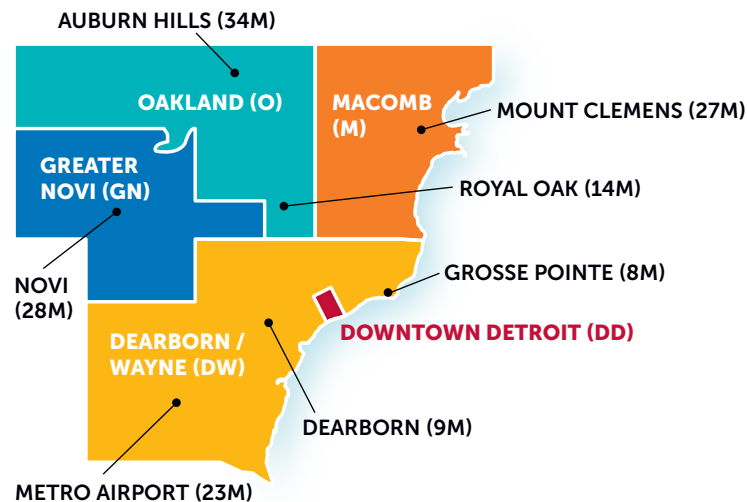 AUBURN HILLS (34M)
OAKLAND (O)
MACOMB
(M)
MOUNT CLEMENS (27M)
GREATER
NOVI (GN)
ROYAL OAK (14M)
NOVI
(28M)
GROSSE POINTE (8M)
DOWNTOWN DETROIT (DD)
DEARBORN /
WAYNE (DW)
DEARBORN (9M)
METRO AIRPORT (23M)